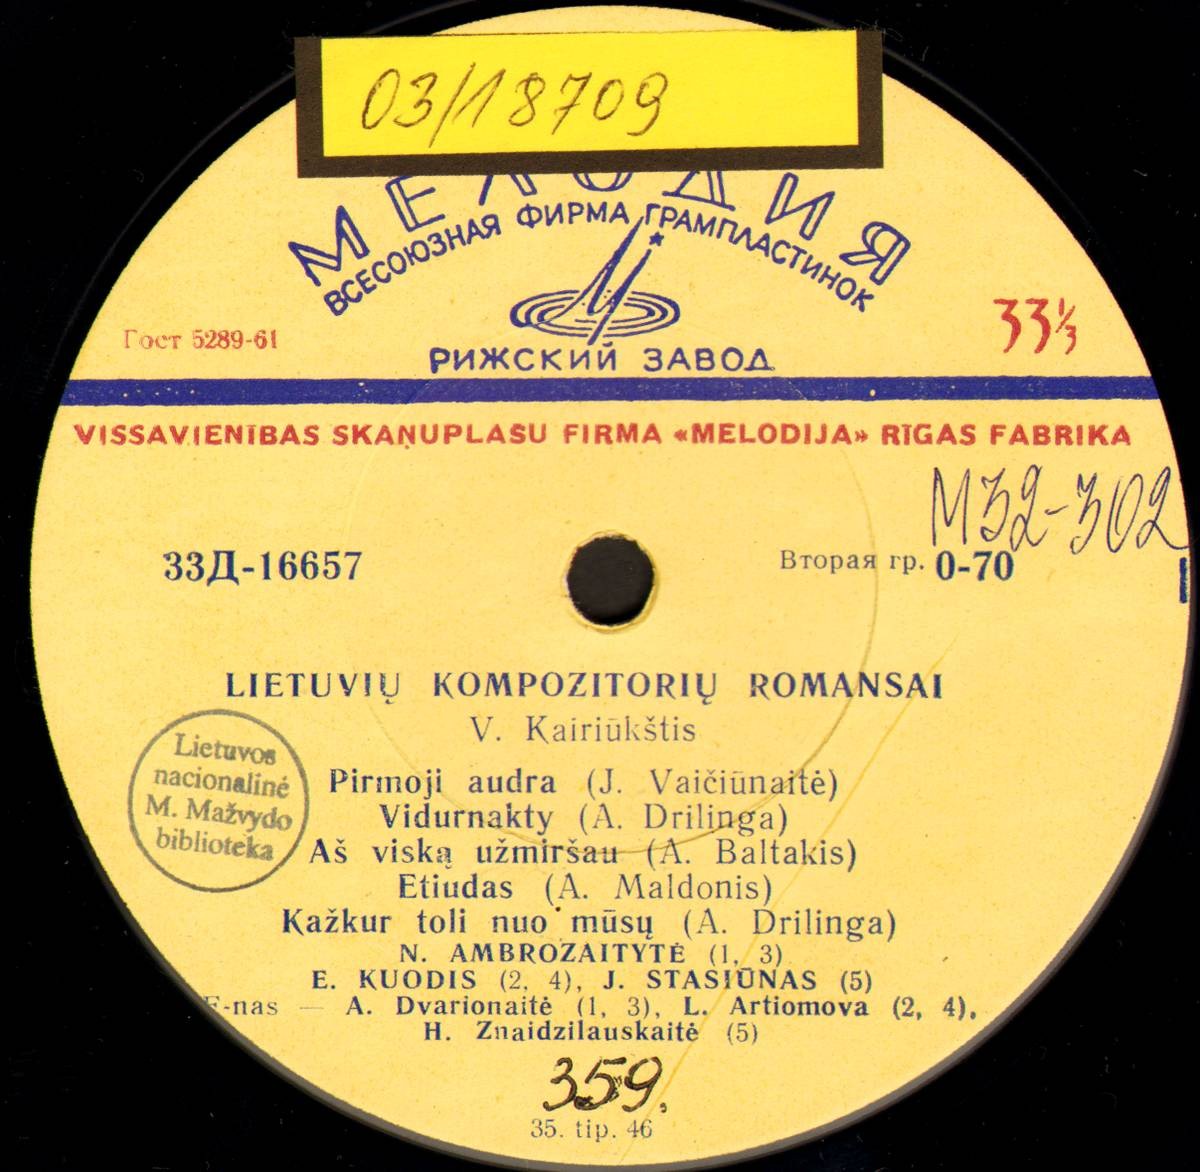 03/18709
МЕЛОДИЯ
ВСЕСОЮЗНАЯ ФИРМА ГРАМПЛАСТИНОК
Гост 5289-61
33⅓
РИЖСКИЙ ЗАВОД
VISSAVIENĪBAS SKAŅUPLASU FIRMA «MELODIJA» RĪGAS FABRIKA
M32-302
33Д-16657
Вторая гр. 0-70
LIETUVIŲ KOMPOZITORIŲ ROMANSAI
V. Kairiūkštis
Lietuvos
nacionalinė
M. Mažvydo
biblioteka
Pirmoji audra (J. Vaičiūnaitė)
Vidurnakty (A. Drilinga)
Aš viską užmiršau (A. Baltakis)
Etiudas (A. Maldonis)
Kažkur toli nuo mūsų (A. Drilinga)
N. AMBROZAITYTĖ (1, 3)
E. KUODIS (2, 4), J. STASIŪNAS (5)
F-nas — A. Dvarionaitė (1, 3), L. Artiomova (2, 4),
H. Znaidzilauskaitė (5)
359,
35. tip. 46